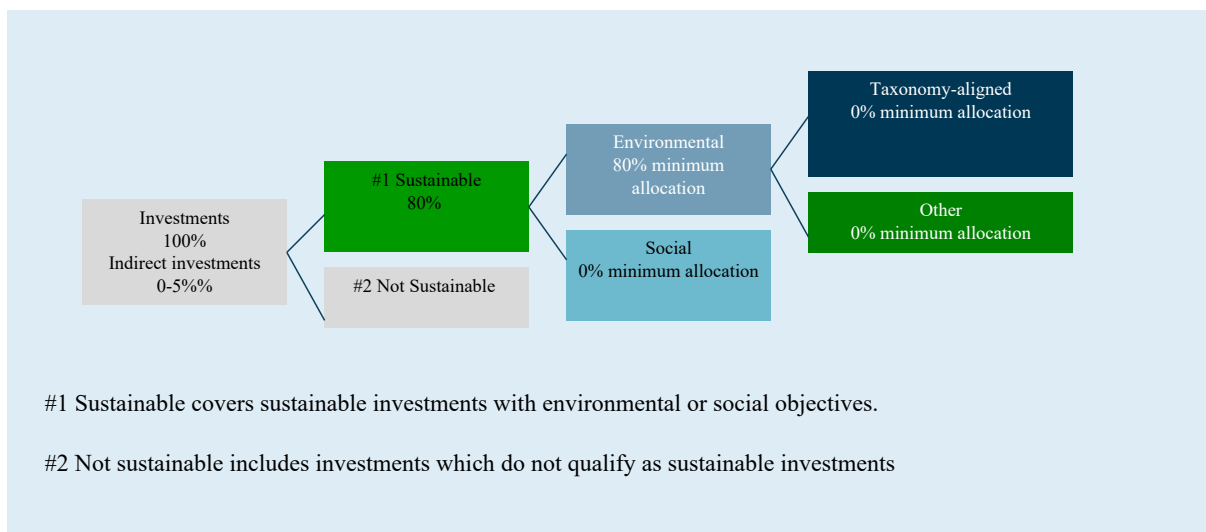 Investments
100%
Indirect investments
0-5%%
#1 Sustainable
80%
#2 Not Sustainable
Environmental
80% minimum
allocation
Social
0% minimum allocation
Taxonomy-aligned
0% minimum allocation
Other
0% minimum allocation
#1 Sustainable covers sustainable investments with environmental or social objectives.
#2 Not sustainable includes investments which do not qualify as sustainable investments